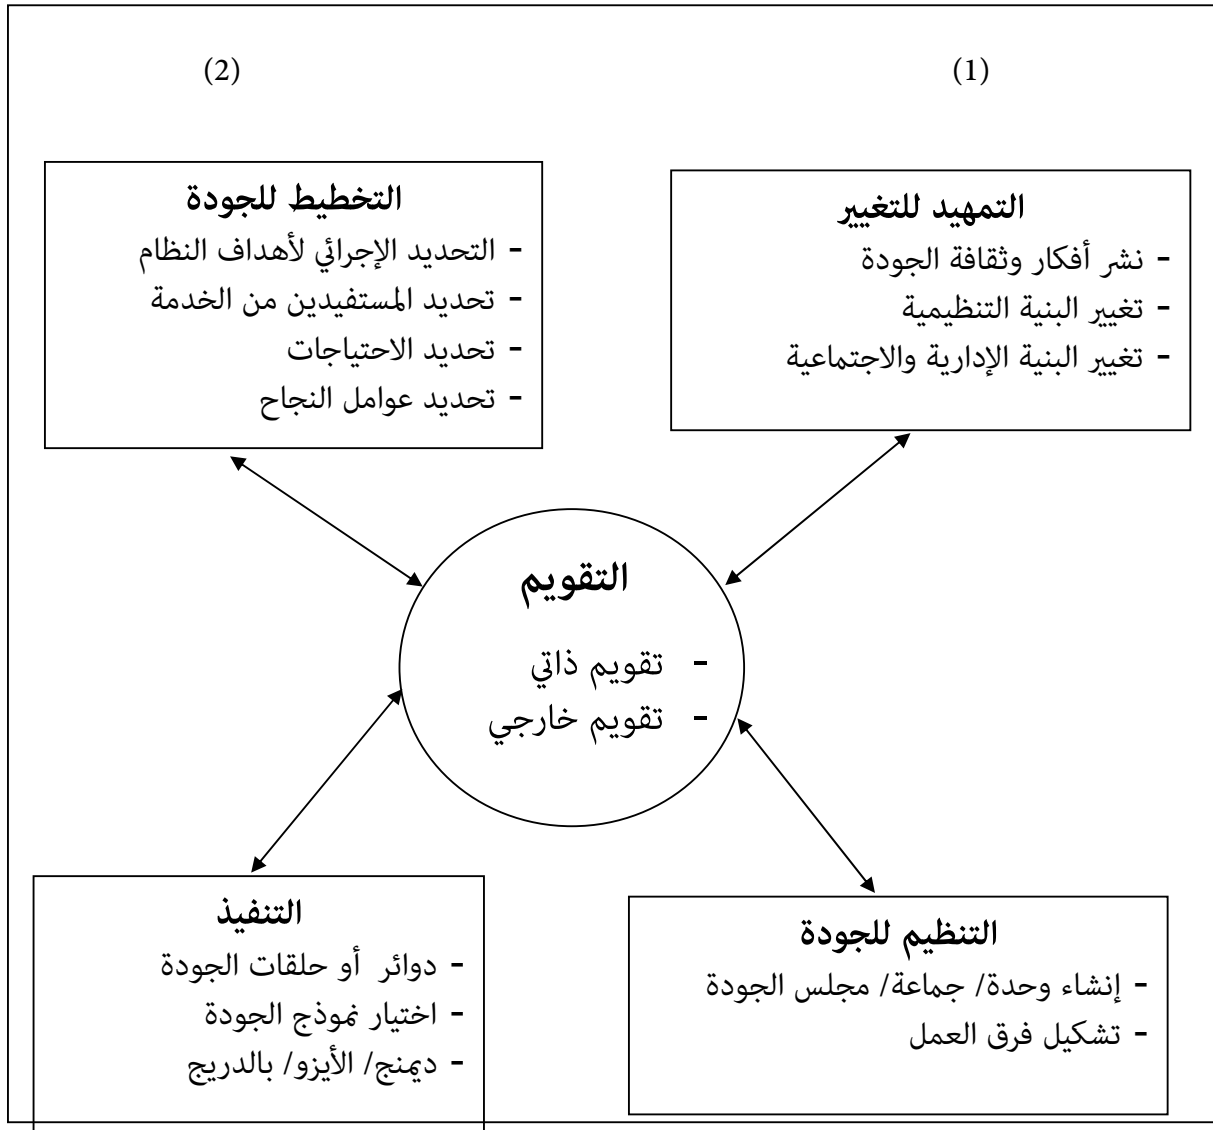 (1)
التمهيد للتغيير
- نشر أفكار وثقافة الجودة
- تغيير البنية التنظيمية
- تغيير البنية الإدارية والاجتماعية
(2)
التخطيط للجودة
- التحديد الإجرائي لأهداف النظام
- تحديد المستفيدين من الخدمة
- تحديد الاحتياجات
- تحديد عوامل النجاح
التقويم
- تقويم ذاتي
- تقويم خارجي
التنظيم للجودة
- إنشاء وحدة/ جماعة/ مجلس الجودة
- تشكيل فرق العمل
التنفيذ
- دوائر أو حلقات الجودة
- اختيار نموذج الجودة
- ديمنج/ الأيزو/ بالدريج